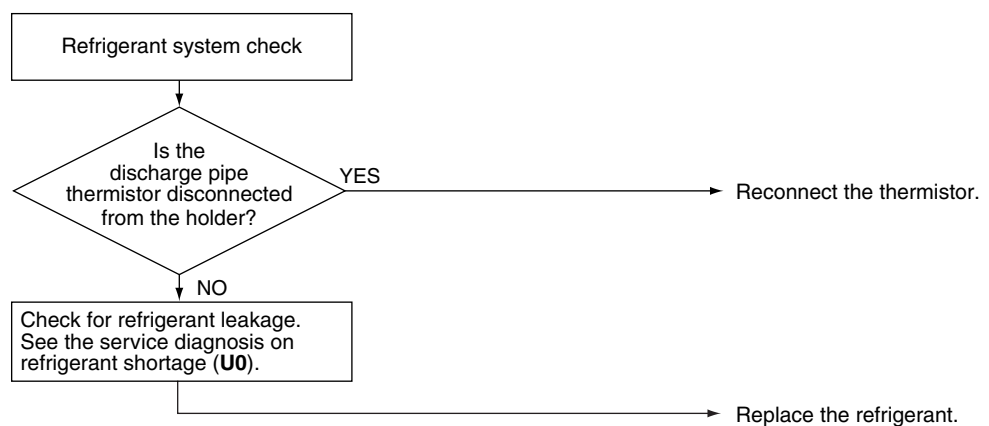 Refrigerant system check
Is the
discharge pipe
thermistor disconnected
from the holder?
YES
Reconnect the thermistor.
NO
Check for refrigerant leakage.
See the service diagnosis on
refrigerant shortage (U0).
Replace the refrigerant.